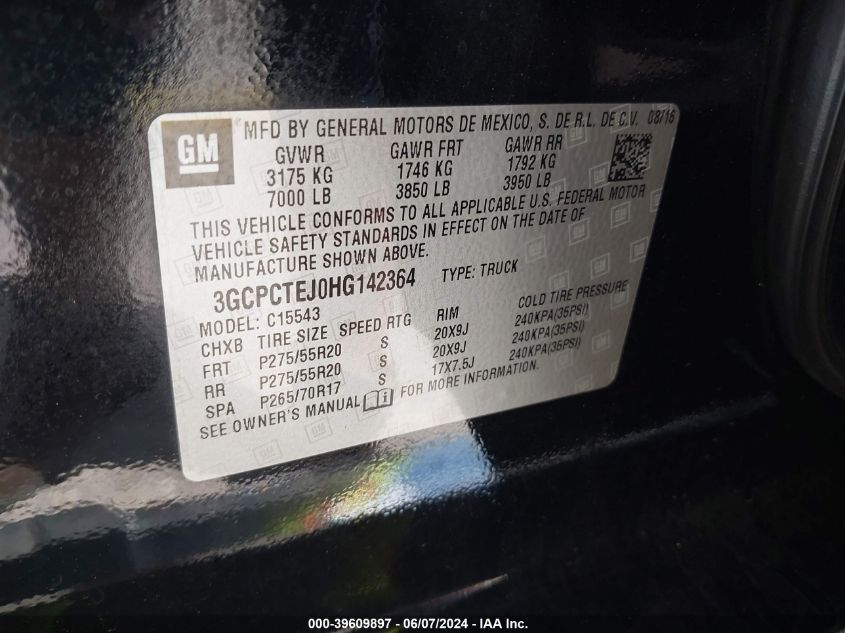 GM MFD BY GENERAL MOTORS DE MEXICO, S. DE R.L. DE C.V. 08/16
GVWR GAWR FRT GAWR RR
3175 KG 1746 KG 1792 KG
7000 LB 3850 LB 3950 LB
THIS VEHICLE CONFORMS TO ALL APPLICABLE U.S. FEDERAL MOTOR
VEHICLE SAFETY STANDARDS IN EFFECT ON THE DATE OF
MANUFACTURE SHOWN ABOVE.
3GCPCTEJ0HG142364 TYPE: TRUCK
MODEL: C15543
CHXB TIRE SIZE SPEED RTG RIM COLD TIRE PRESSURE
FRT P275/55R20 S 20X9J 240KPA(35PSI)
RR P275/55R20 S 20X9J 240KPA(35PSI)
SPA P265/70R17 S 17X7.5J 240KPA(35PSI)
SEE OWNER'S MANUAL FOR MORE INFORMATION.
000-39609897 - 06/07/2024 - IAA Inc.